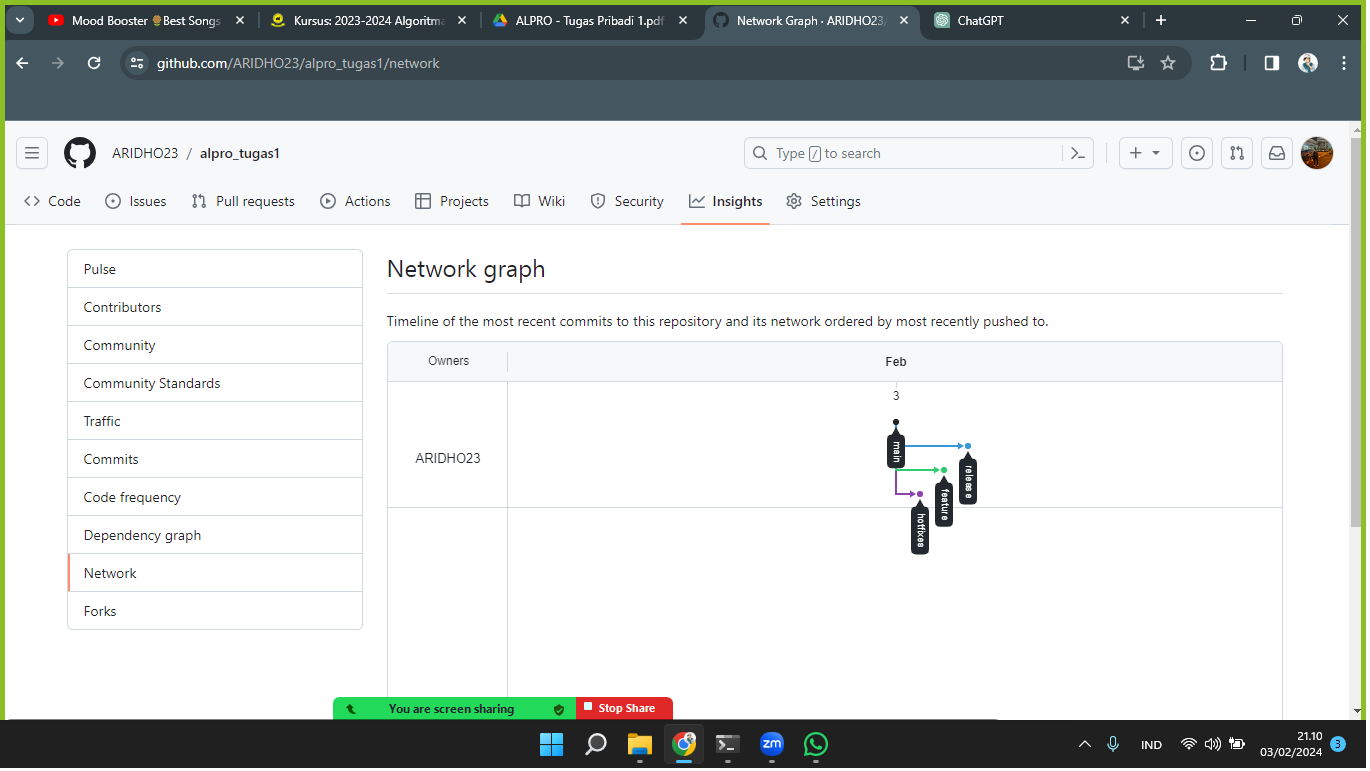 Mood Booster 🌻Best Songs
Kursus: 2023-2024 Algoritma
ALPRO - Tugas Pribadi 1.pdf
Network Graph · ARIDHO23/
ChatGPT
github.com/ARIDHO23/alpro_tugas1/network
ARIDHO23 / alpro_tugas1
Type / to search
Code
Issues
Pull requests
Actions
Projects
Wiki
Security
Insights
Settings
Pulse
Contributors
Community
Community Standards
Traffic
Commits
Code frequency
Dependency graph
Network
Forks
Network graph
Timeline of the most recent commits to this repository and its network ordered by most recently pushed to.
Owners
Feb
3
ARIDHO23
main
release
feature
hotfixes
You are screen sharing
Stop Share
zm
IND
21.10
03/02/2024
3